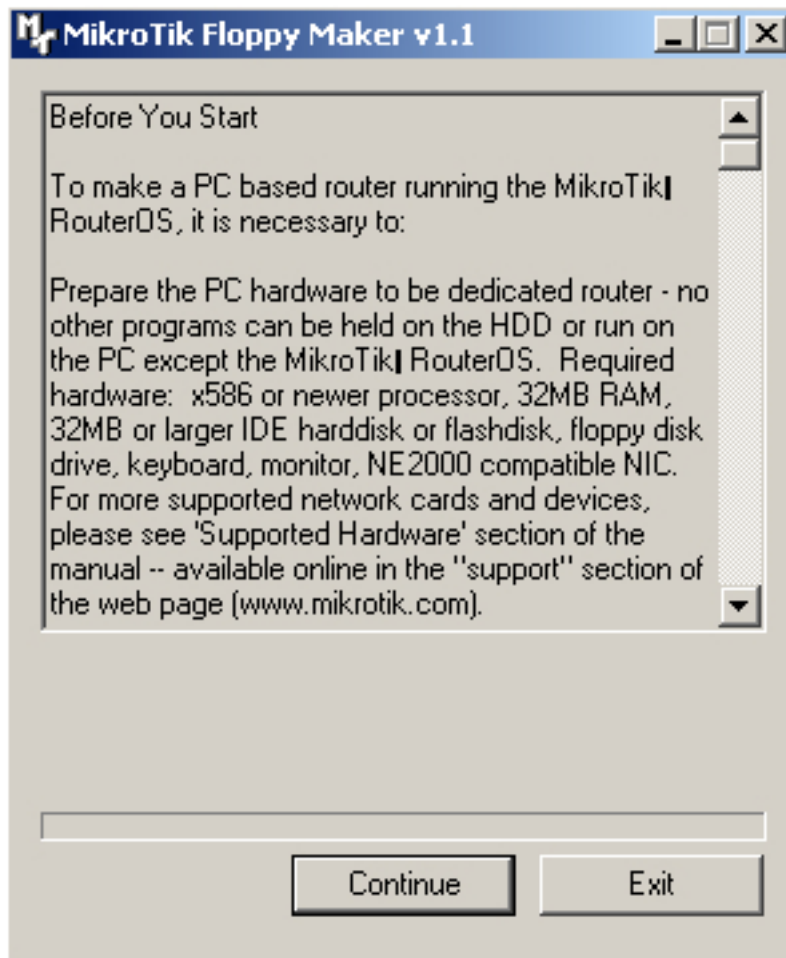 MikroTik Floppy Maker v1.1
Before You Start
To make a PC based router running the MikroTik
RouterOS, it is necessary to:
Prepare the PC hardware to be dedicated router - no
other programs can be held on the HDD or run on
the PC except the MikroTik RouterOS.  Required
hardware:  x586 or newer processor, 32MB RAM,
32MB or larger IDE harddisk or flashdisk, floppy disk
drive, keyboard, monitor, NE2000 compatible NIC.
For more supported network cards and devices,
please see 'Supported Hardware' section of the
manual -- available online in the "support" section of
the web page (www.mikrotik.com).
Continue
Exit